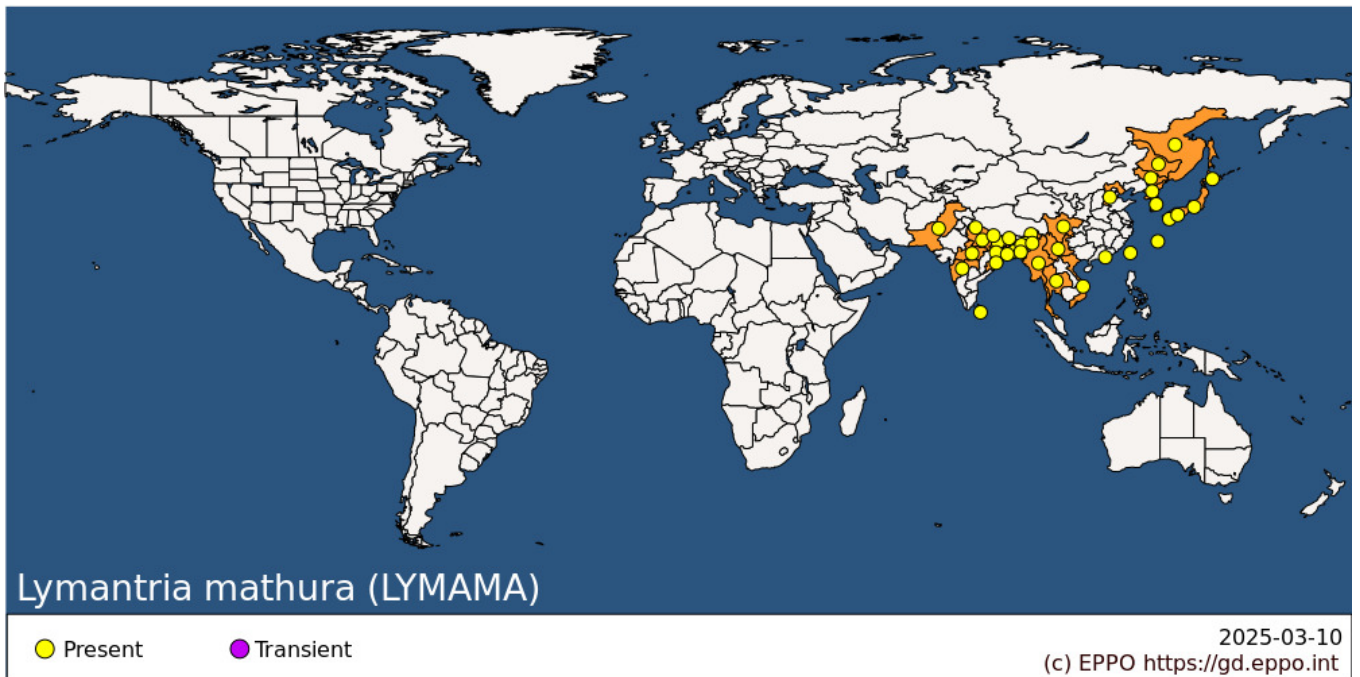 Lymantria mathura (LYMAMA)
Present
Transient
2025-03-10
(c) EPPO https://gd.eppo.int